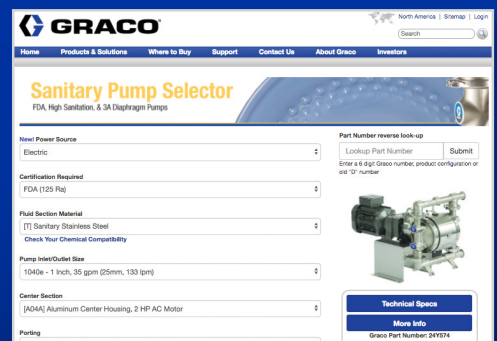 GRACO
North America | Sitemap | Login
Search
Home Products & Solutions Where to Buy Support Contact Us About Graco Investors
Sanitary Pump Selector
FDA, High Sanitation, & 3A Diaphragm Pumps
New! Power Source
Electric
Certification Required
FDA (125 Ra)
Fluid Section Material
[T] Sanitary Stainless Steel
Check Your Chemical Compatibility
Pump Inlet/Outlet Size
1040e - 1 Inch, 35 gpm (25mm, 133 lpm)
Center Section
[A04A] Aluminum Center Housing, 2 HP AC Motor
Porting
Part Number reverse look-up
Lookup Part Number Submit
Enter a 6 digit Graco number, product configuration or
old "D" number
Technical Specs
More Info
Graco Part Number: 24Y574